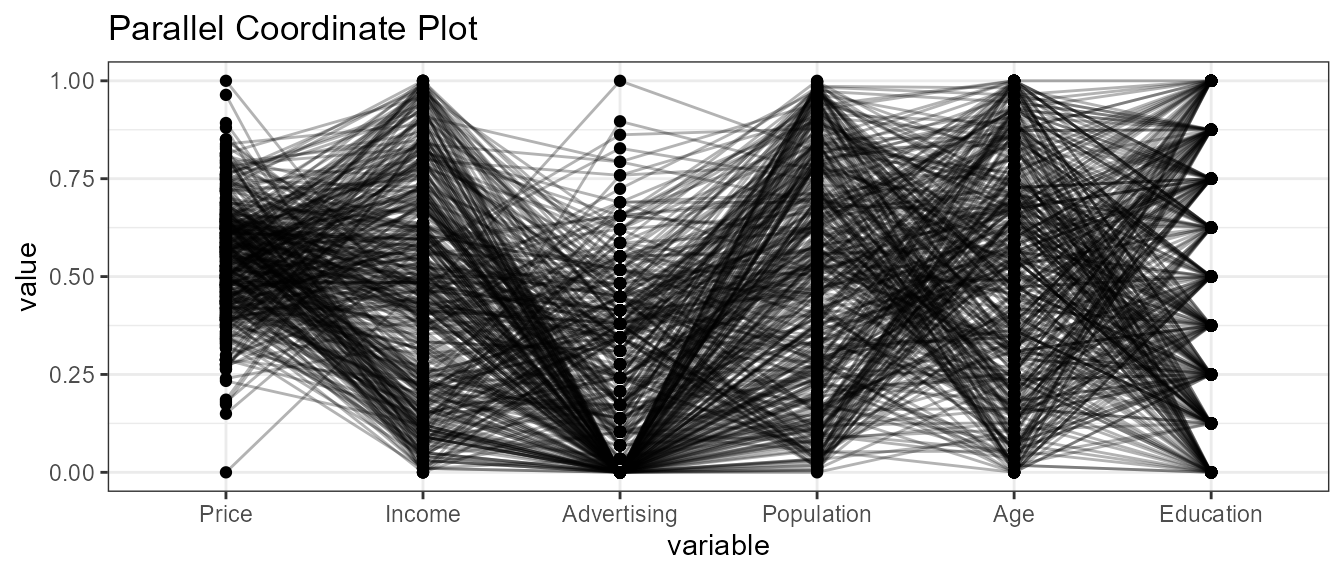 Parallel Coordinate Plot
1.00
0.75
0.50
0.25
0.00
value
Price Income Advertising Population Age Education
variable